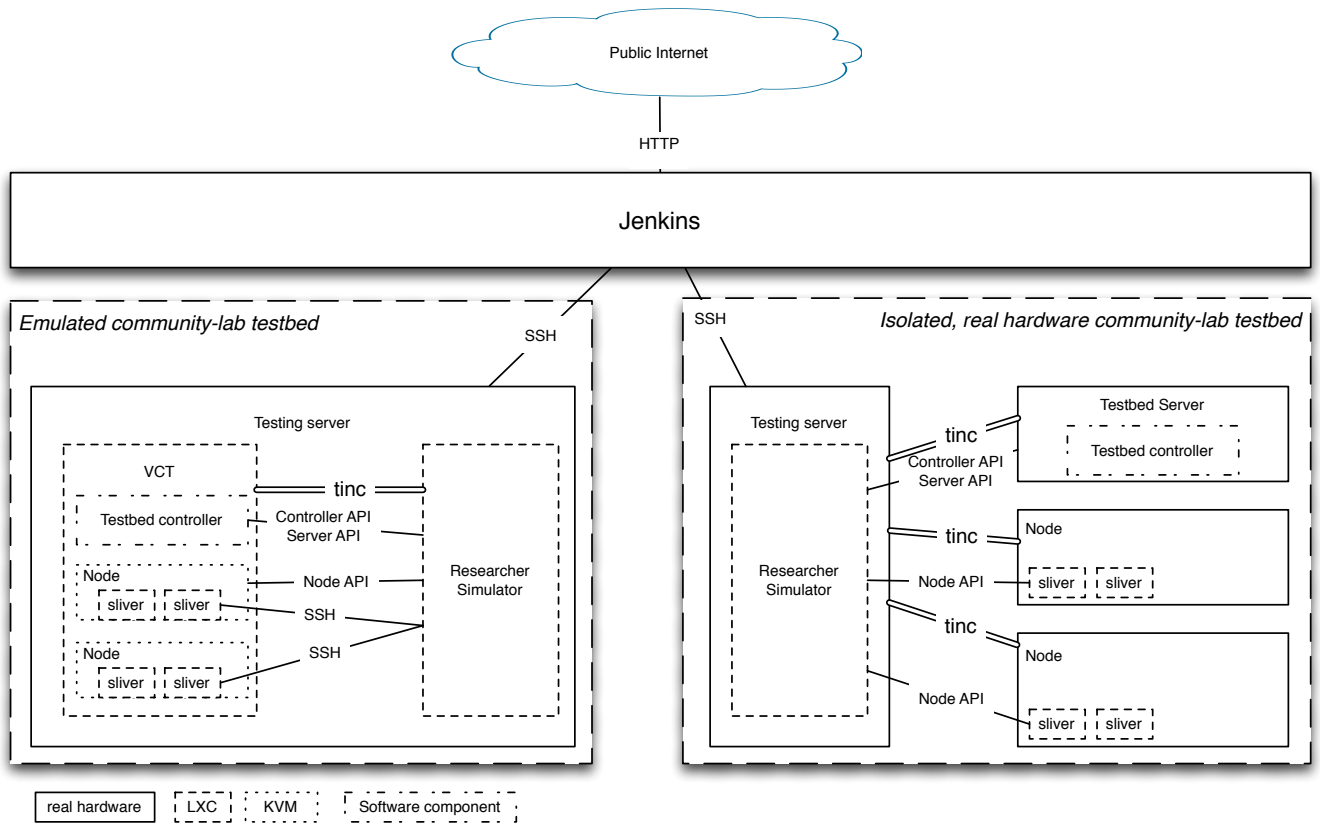 Public Internet
HTTP
Jenkins
Emulated community-lab testbed
SSH
Testing server
VCT
Testbed controller
tinc
Controller API
Server API
Node
sliver
sliver
Node API
SSH
Node
sliver
sliver
SSH
Researcher
Simulator
Isolated, real hardware community-lab testbed
SSH
Testing server
Researcher
Simulator
tinc
Controller API
Server API
Testbed Server
Testbed controller
tinc
Node API
Node
sliver
sliver
tinc
Node API
Node
sliver
sliver
real hardware
LXC
KVM
Software component